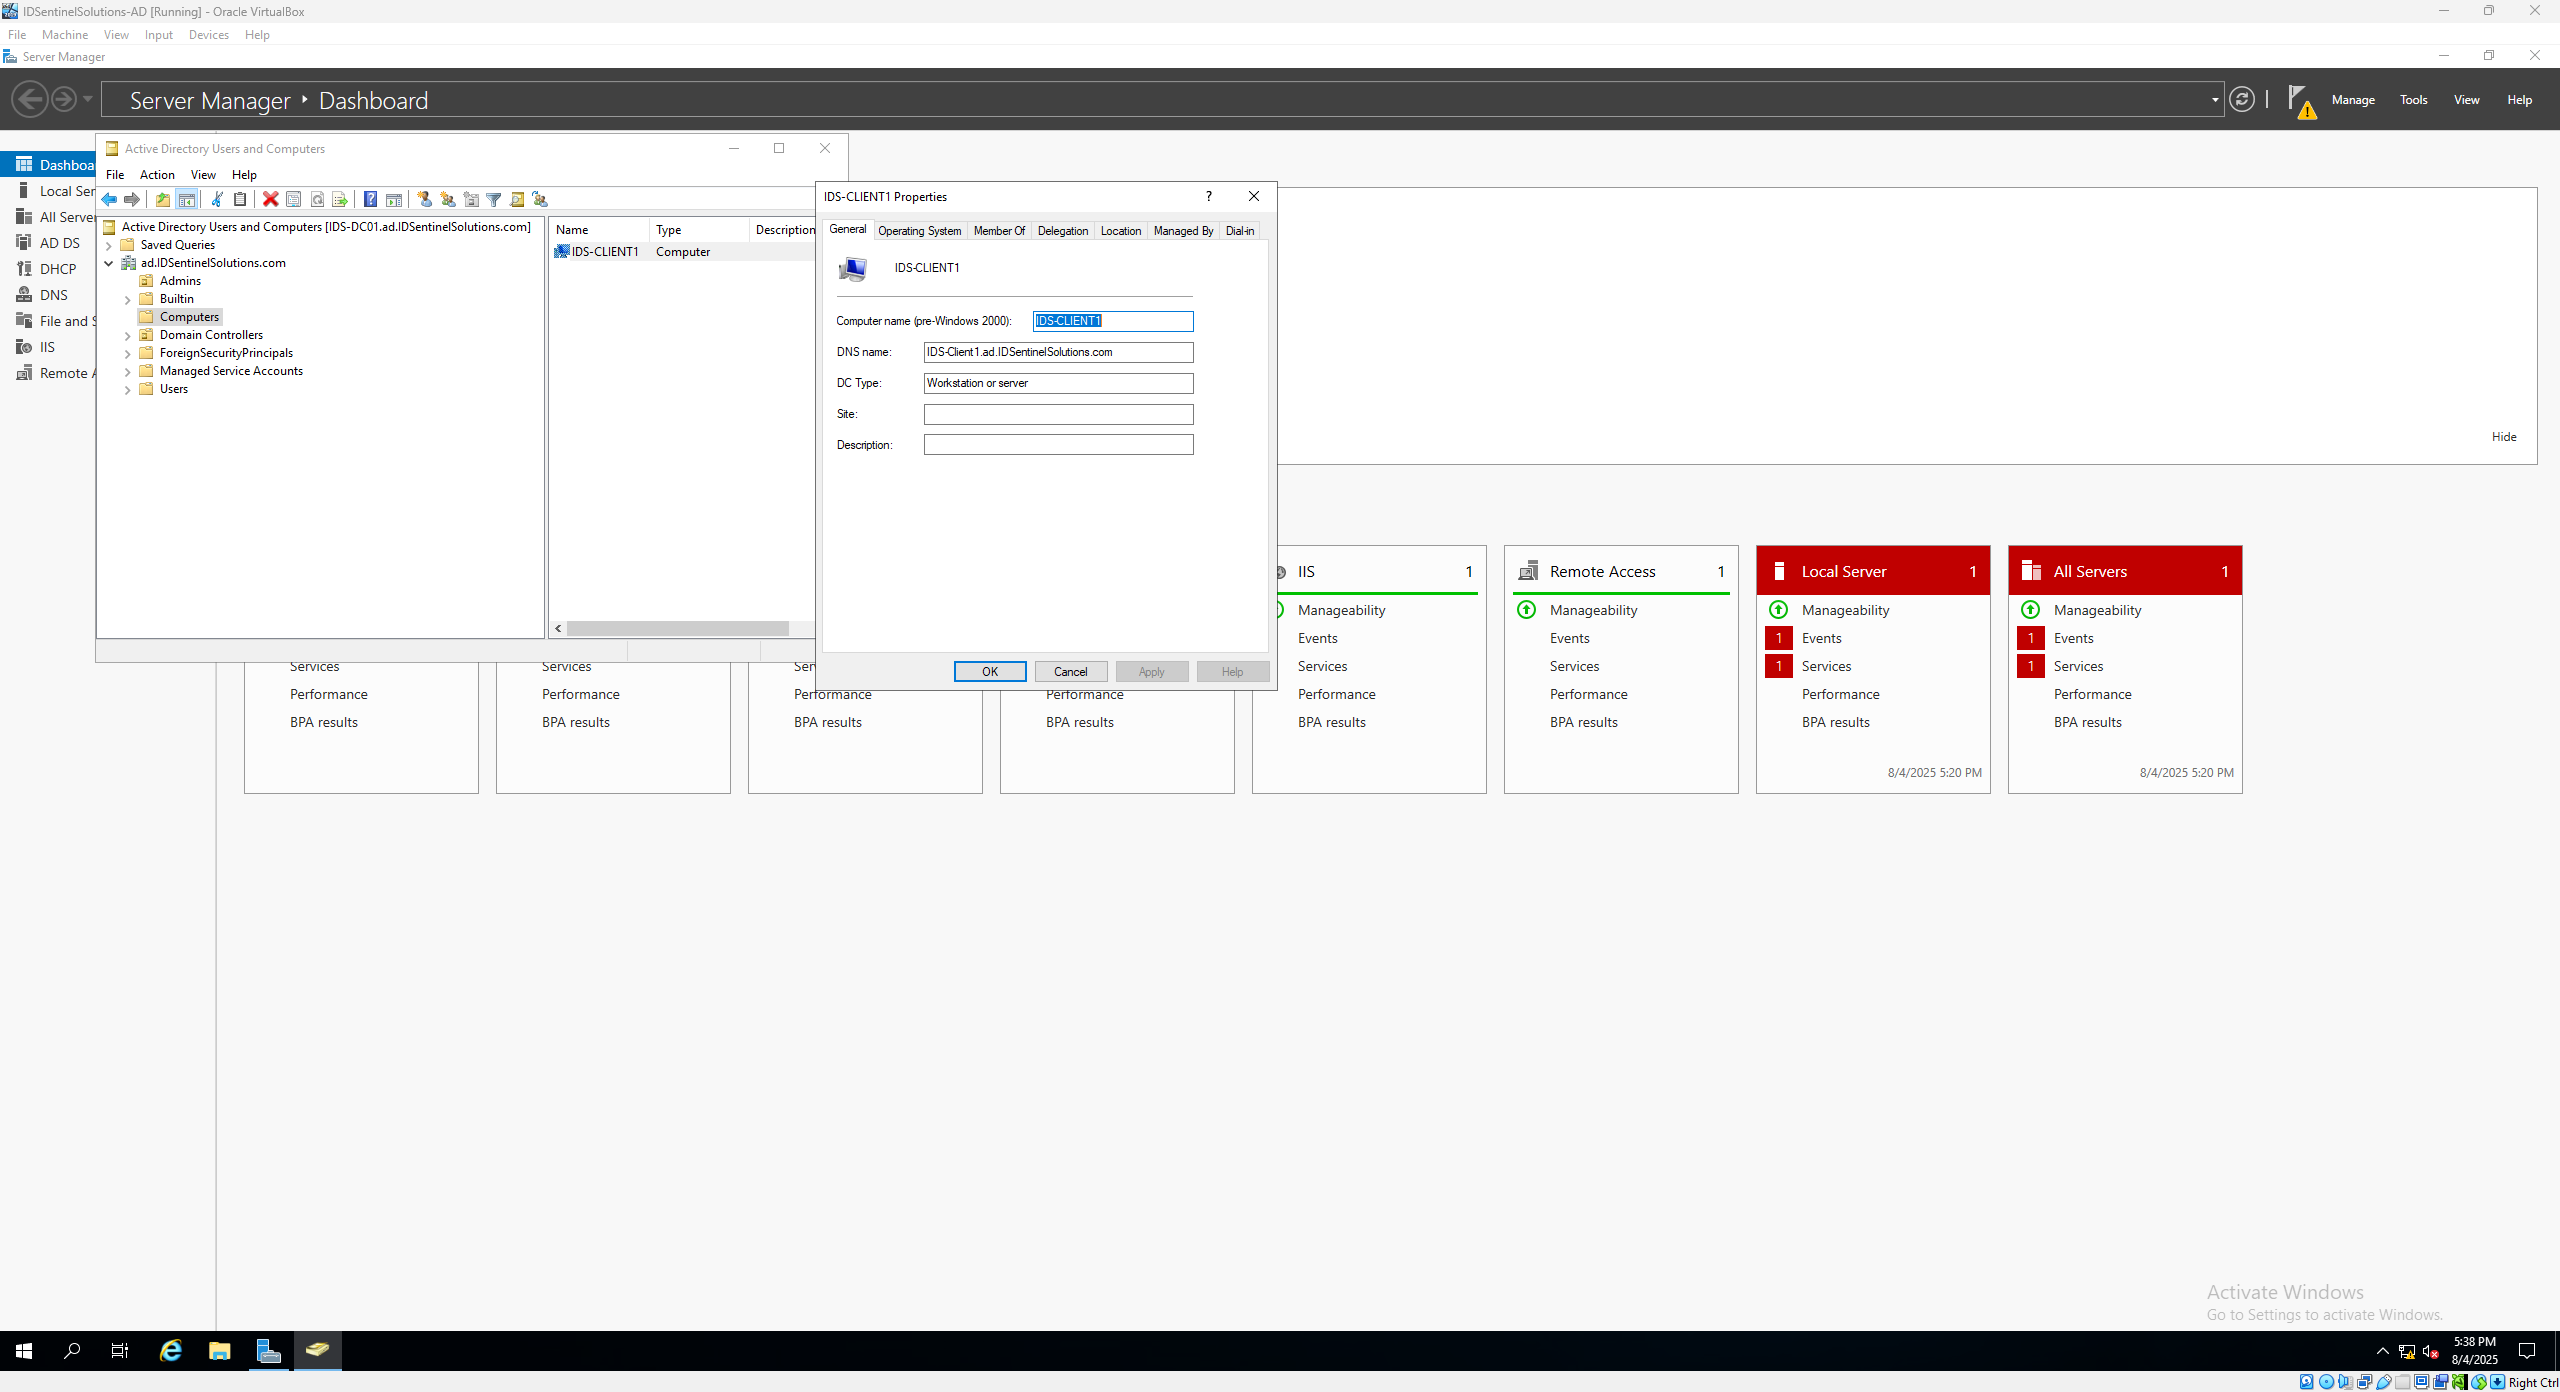 IDSentinelSolutions-AD [Running] - Oracle VirtualBox
File Machine View Input Devices Help
Server Manager
Server Manager ‣ Dashboard
Manage Tools View Help
Dashboa
Local Ser
All Server
AD DS
DHCP
DNS
File and S
IIS
Remote A
Active Directory Users and Computers
File Action View Help
Active Directory Users and Computers [IDS-DC01.ad.IDSentinelSolutions.com]
Saved Queries
ad.IDSentinelSolutions.com
Admins
Builtin
Computers
Domain Controllers
ForeignSecurityPrincipals
Managed Service Accounts
Users
Name Type Description
IDS-CLIENT1 Computer
IDS-CLIENT1 Properties
General Operating System Member Of Delegation Location Managed By Dial-in
IDS-CLIENT1
Computer name (pre-Windows 2000): IDS-CLIENT1
DNS name: IDS-Client1.ad.IDSentinelSolutions.com
DC Type: Workstation or server
Site:
Description:
OK Cancel Apply Help
Hide
Services
Performance
BPA results
Services
Performance
BPA results
Ser
Performance
BPA results
Performance
BPA results
IIS 1
Manageability
Events
Services
Performance
BPA results
Remote Access 1
Manageability
Events
Services
Performance
BPA results
Local Server 1
Manageability
1 Events
1 Services
Performance
BPA results
8/4/2025 5:20 PM
All Servers 1
Manageability
1 Events
1 Services
Performance
BPA results
8/4/2025 5:20 PM
Activate Windows
Go to Settings to activate Windows.
5:38 PM
8/4/2025
Right Ctrl